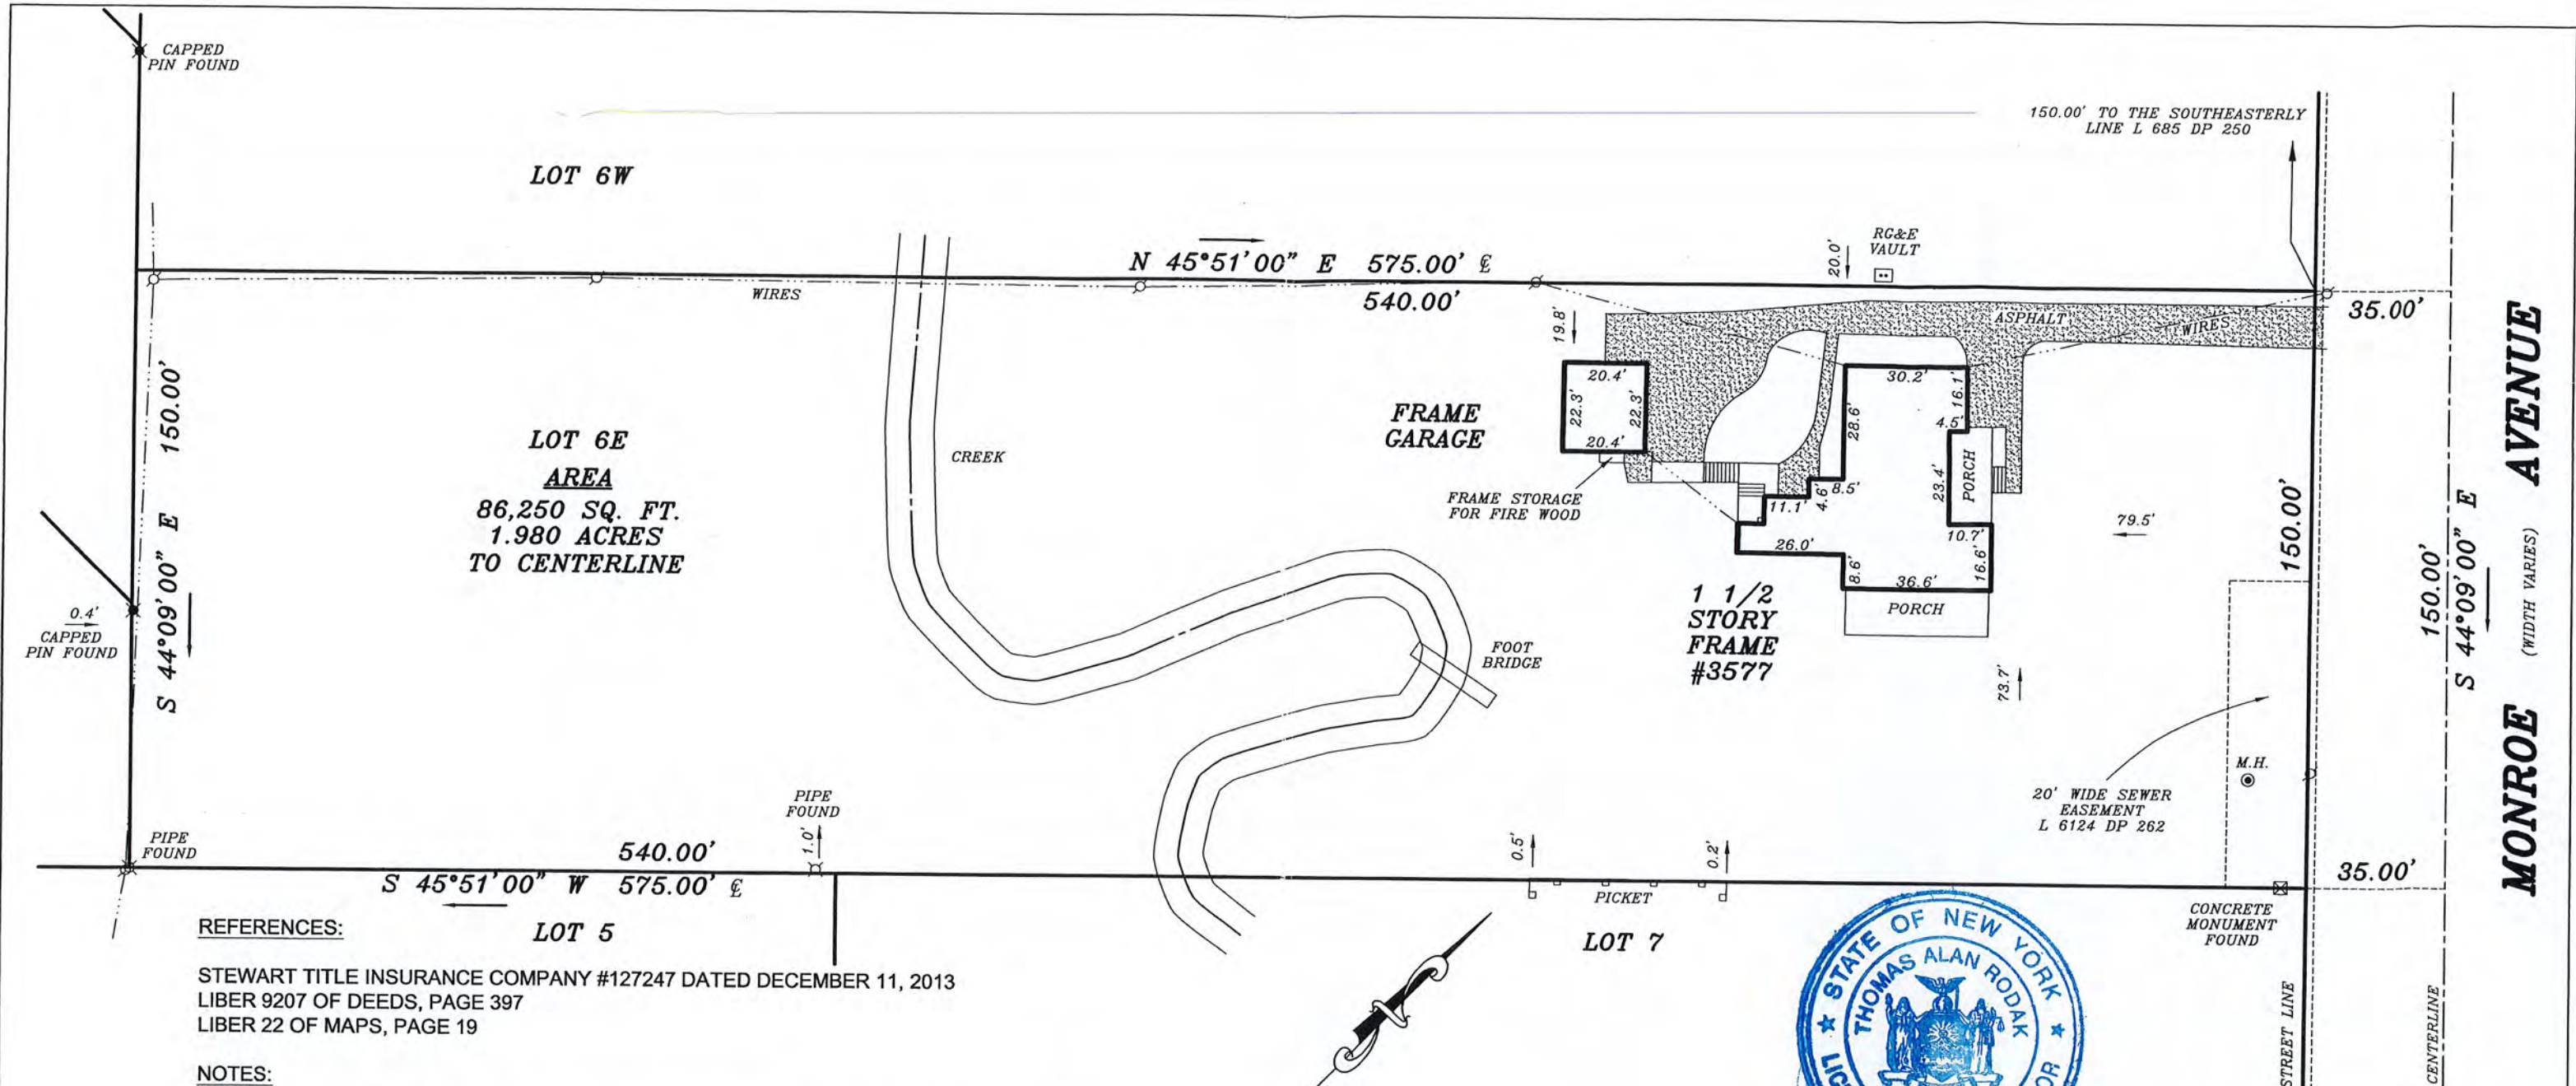 CAPPED
PIN FOUND
LOT 6W
150.00' TO THE SOUTHEASTERLY
LINE L 685 DP 250
N 45°51'00" E 575.00' ℄
540.00'
WIRES
20.0'
RG&E
VAULT
35.00'
ASPHALT
WIRES
19.8'
20.4'
22.3'
22.3'
20.4'
FRAME
GARAGE
FRAME STORAGE
FOR FIRE WOOD
30.2'
16.1'
28.6'
4.5'
23.4'
PORCH
8.5'
4.6'
11.1'
26.0'
10.7'
16.6'
8.6'
36.6'
PORCH
1 1/2
STORY
FRAME
#3577
79.5'
73.7'
150.00'
S 44°09'00" E
LOT 6E
AREA
86,250 SQ. FT.
1.980 ACRES
TO CENTERLINE
CREEK
FOOT
BRIDGE
0.4'
CAPPED
PIN FOUND
150.00'
150.00'
S 44°09'00" E
MONROE AVENUE
(WIDTH VARIES)
M.H.
20' WIDE SEWER
EASEMENT
L 6124 DP 262
PIPE
FOUND
PIPE
FOUND
1.0'
540.00'
S 45°51'00" W 575.00' ℄
0.5'
0.2'
PICKET
35.00'
CONCRETE
MONUMENT
FOUND
LOT 5
LOT 7
STREET LINE
CENTERLINE
REFERENCES:
STEWART TITLE INSURANCE COMPANY #127247 DATED DECEMBER 11, 2013
LIBER 9207 OF DEEDS, PAGE 397
LIBER 22 OF MAPS, PAGE 19
NOTES:
STATE OF NEW YORK
THOMAS ALAN RODAK